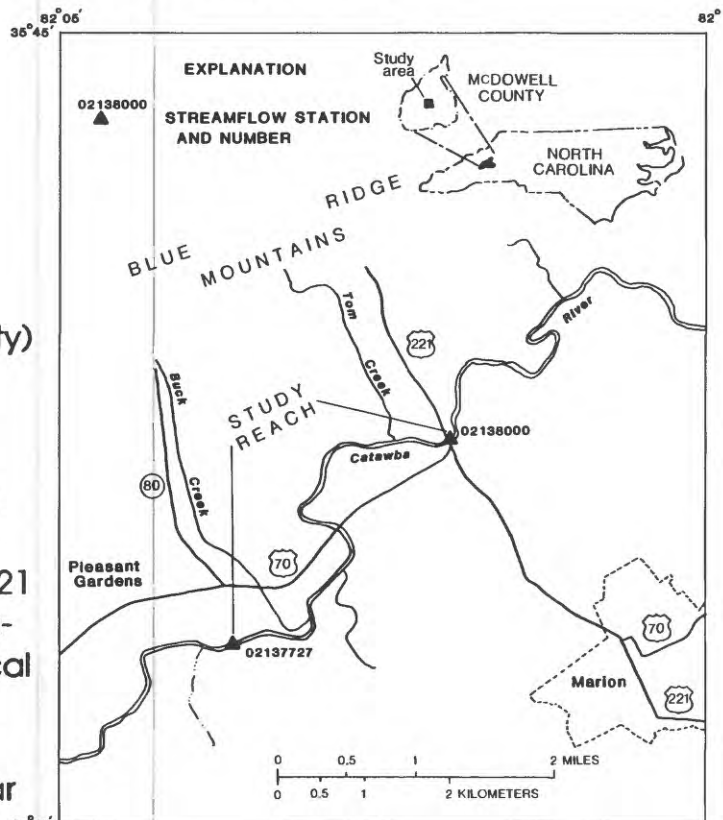 82°05'
82°
35°45'
EXPLANATION
02138000
STREAMFLOW STATION
AND NUMBER
Study
area
McDOWELL
COUNTY
NORTH
CAROLINA
BLUE RIDGE
MOUNTAINS
Tom
Creek
221
River
ty)
Buck
Creek
STUDY
REACH
02138000
Catawba
80
70
Pleasant
Gardens
21
-
cal
02137727
70
Marion
221
0 0.5 1 2 MILES
0 0.5 1 2 KILOMETERS
ar